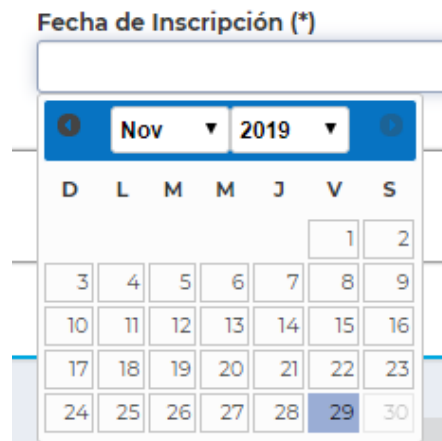 Fecha de Inscripción (*)
Nov 2019
D L M M J V S
1 2
3 4 5 6 7 8 9
10 11 12 13 14 15 16
17 18 19 20 21 22 23
24 25 26 27 28 29 30